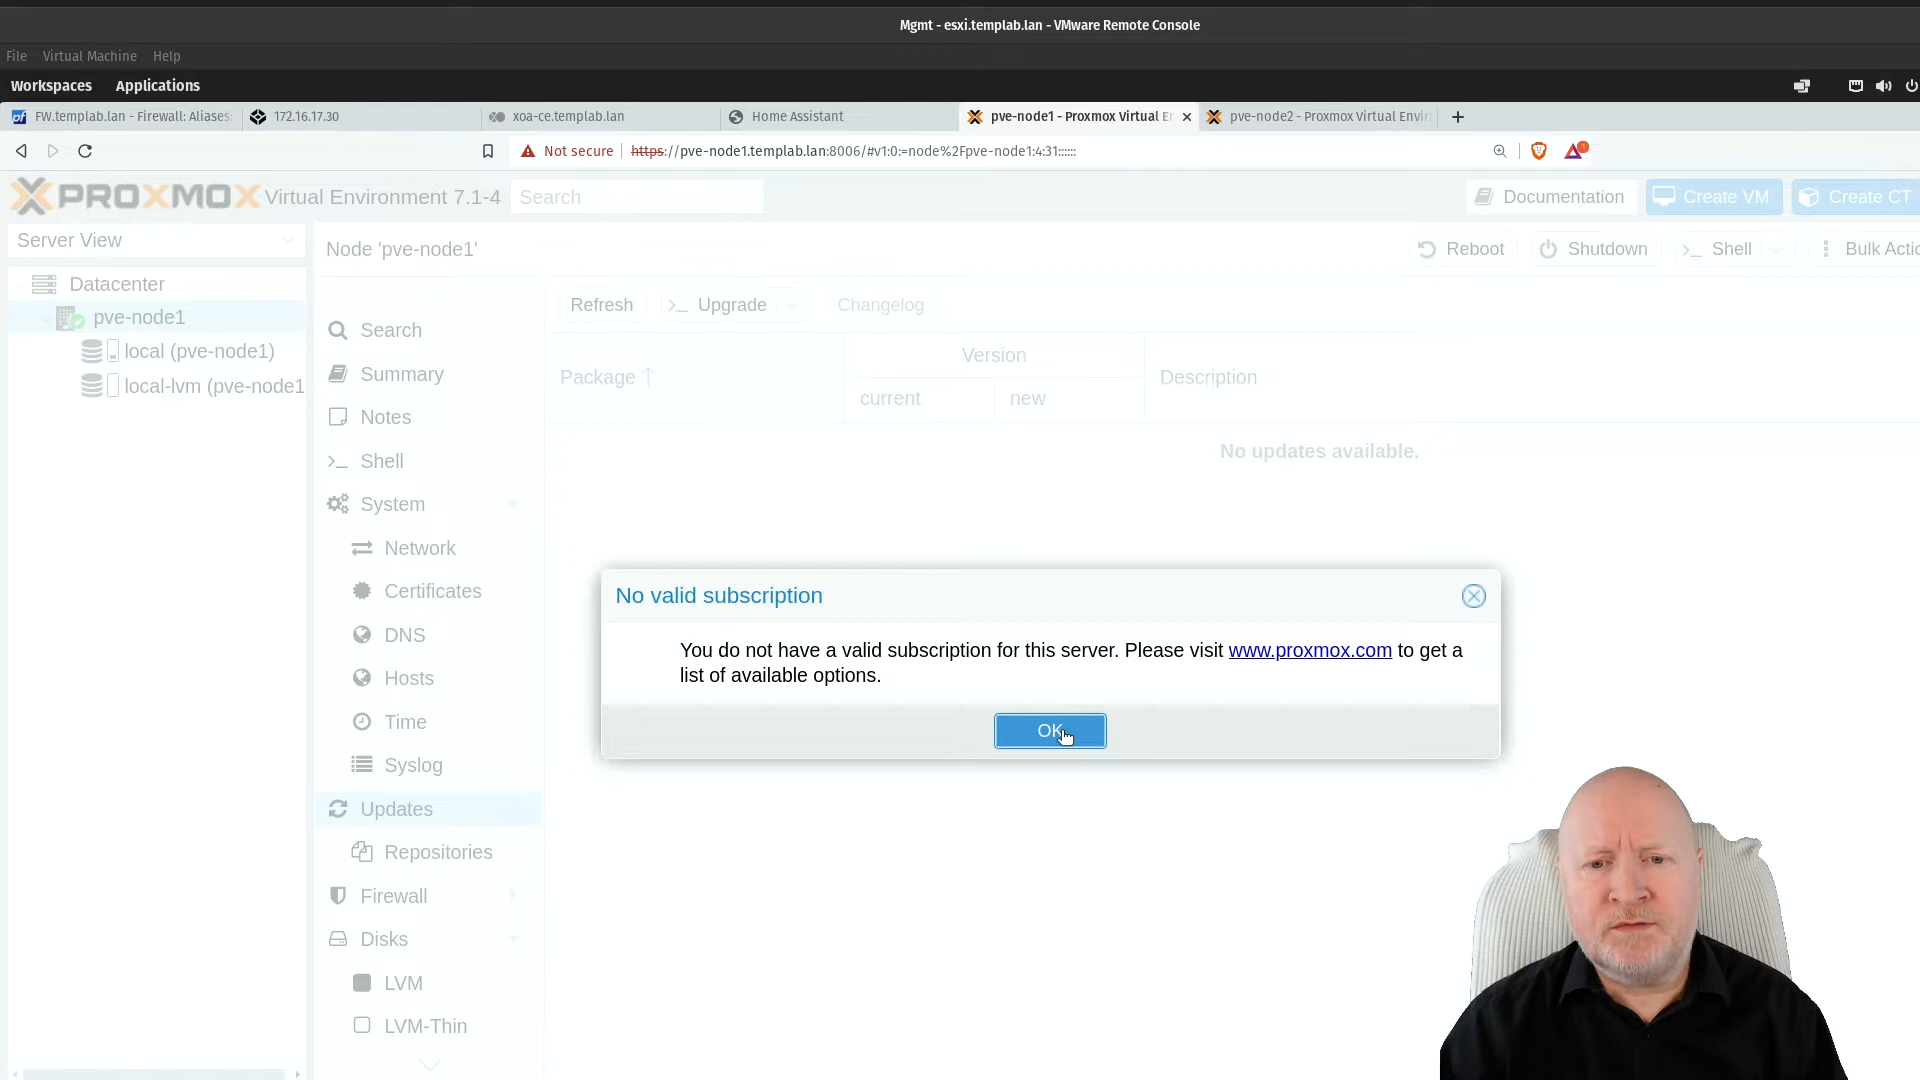 Mgmt - esxi.templab.lan - VMware Remote Console
File Virtual Machine Help
Workspaces Applications
FW.templab.lan - Firewall: Aliases: 172.16.17.30 xoa-ce.templab.lan Home Assistant pve-node1 - Proxmox Virtual E pve-node2 - Proxmox Virtual Envir
Not secure https://pve-node1.templab.lan:8006/#v1:0:=node%2Fpve-node1:4:31::::::
PROXMOX Virtual Environment 7.1-4 Search Documentation Create VM Create CT
Server View
Node 'pve-node1' Reboot Shutdown Shell Bulk Actio
Datacenter
pve-node1
local (pve-node1)
local-lvm (pve-node1
Search
Summary
Notes
Shell
System
Network
Certificates
DNS
Hosts
Time
Syslog
Updates
Repositories
Firewall
Disks
LVM
LVM-Thin
Refresh Upgrade Changelog
Package Version Description
current new
No updates available.
No valid subscription
You do not have a valid subscription for this server. Please visit www.proxmox.com to get a
list of available options.
OK